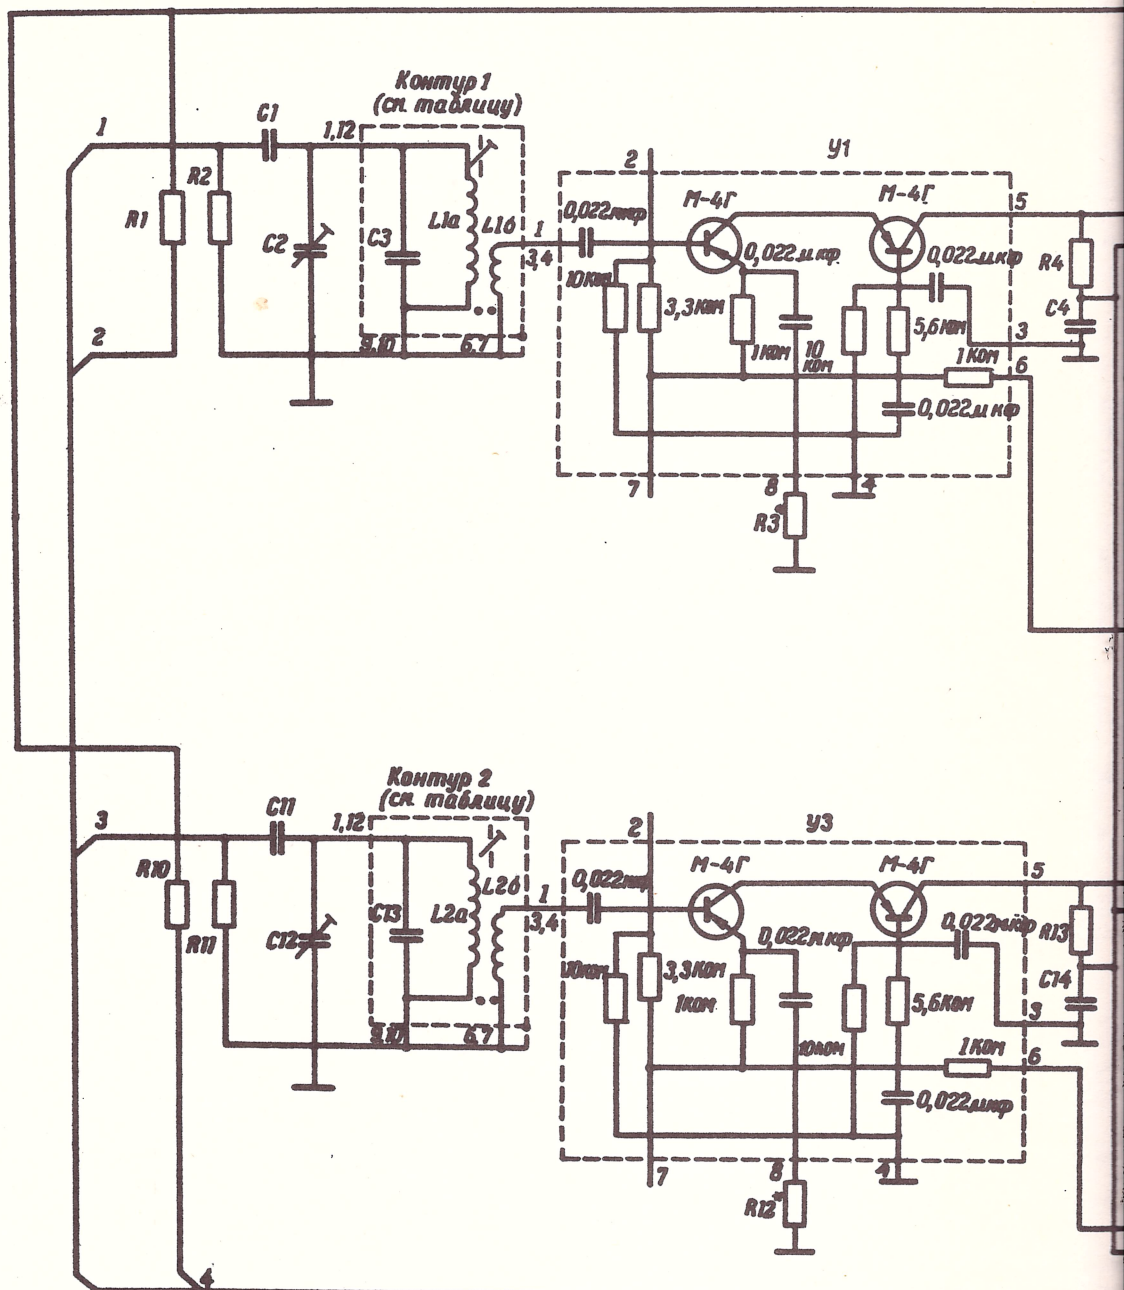 Контур 1
(см. таблицу)
C1
1
1,12
У1
2
R2
М-4Г
М-4Г
5
0,022мкф
R1
C2
C3
L1а
L1б
1
3,4
0,022мкф
0,022мкф
R4
10ком
3,3ком
5,6ком
C4
1ком
10 ком
1ком
3
2
9,10
6,7
6
0,022мкф
7
8
4
R3*
Контур 2
(см. таблицу)
C11
3
1,12
2
У3
R10
М-4Г
М-4Г
5
L2б
1
0,022мкф
R11
C12
C13
L2а
3,4
0,022мкф
0,022мкф
R13
10ком
3,3ком
1ком
5,6ком
C14
3
9,10
6,7
10ком
1ком
6
0,022мкф
7
8
4
R12*
4